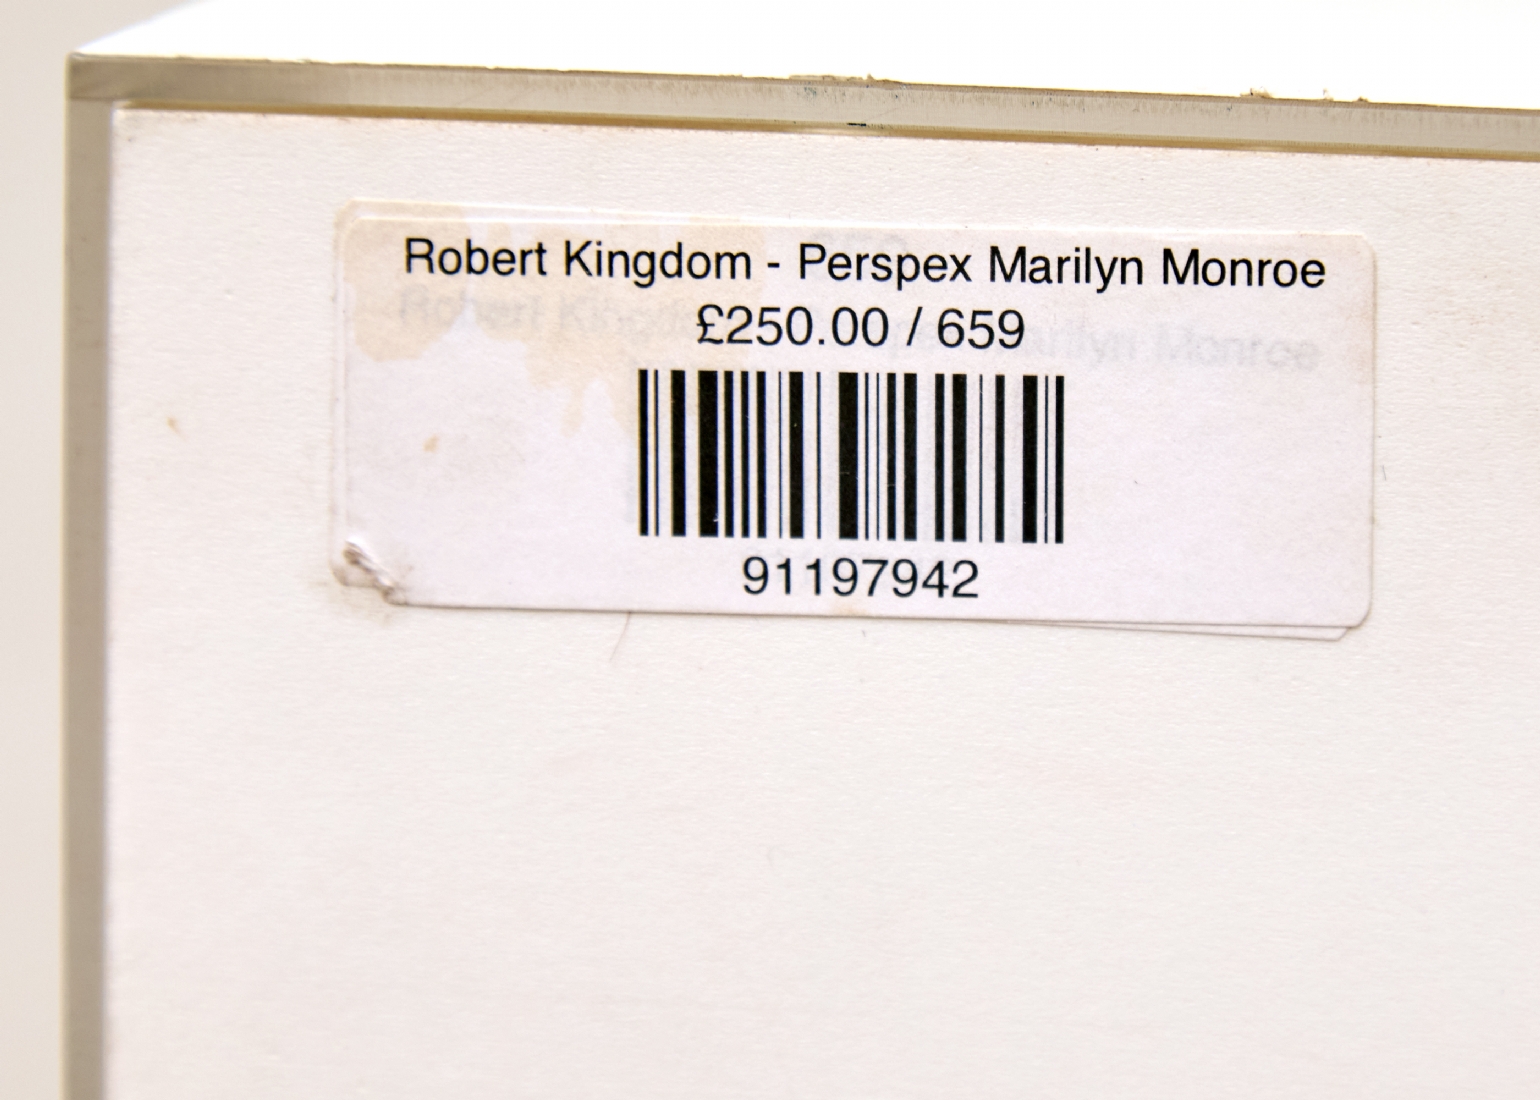 Robert Kingdom - Perspex Marilyn Monroe
£250.00 / 659
91197942